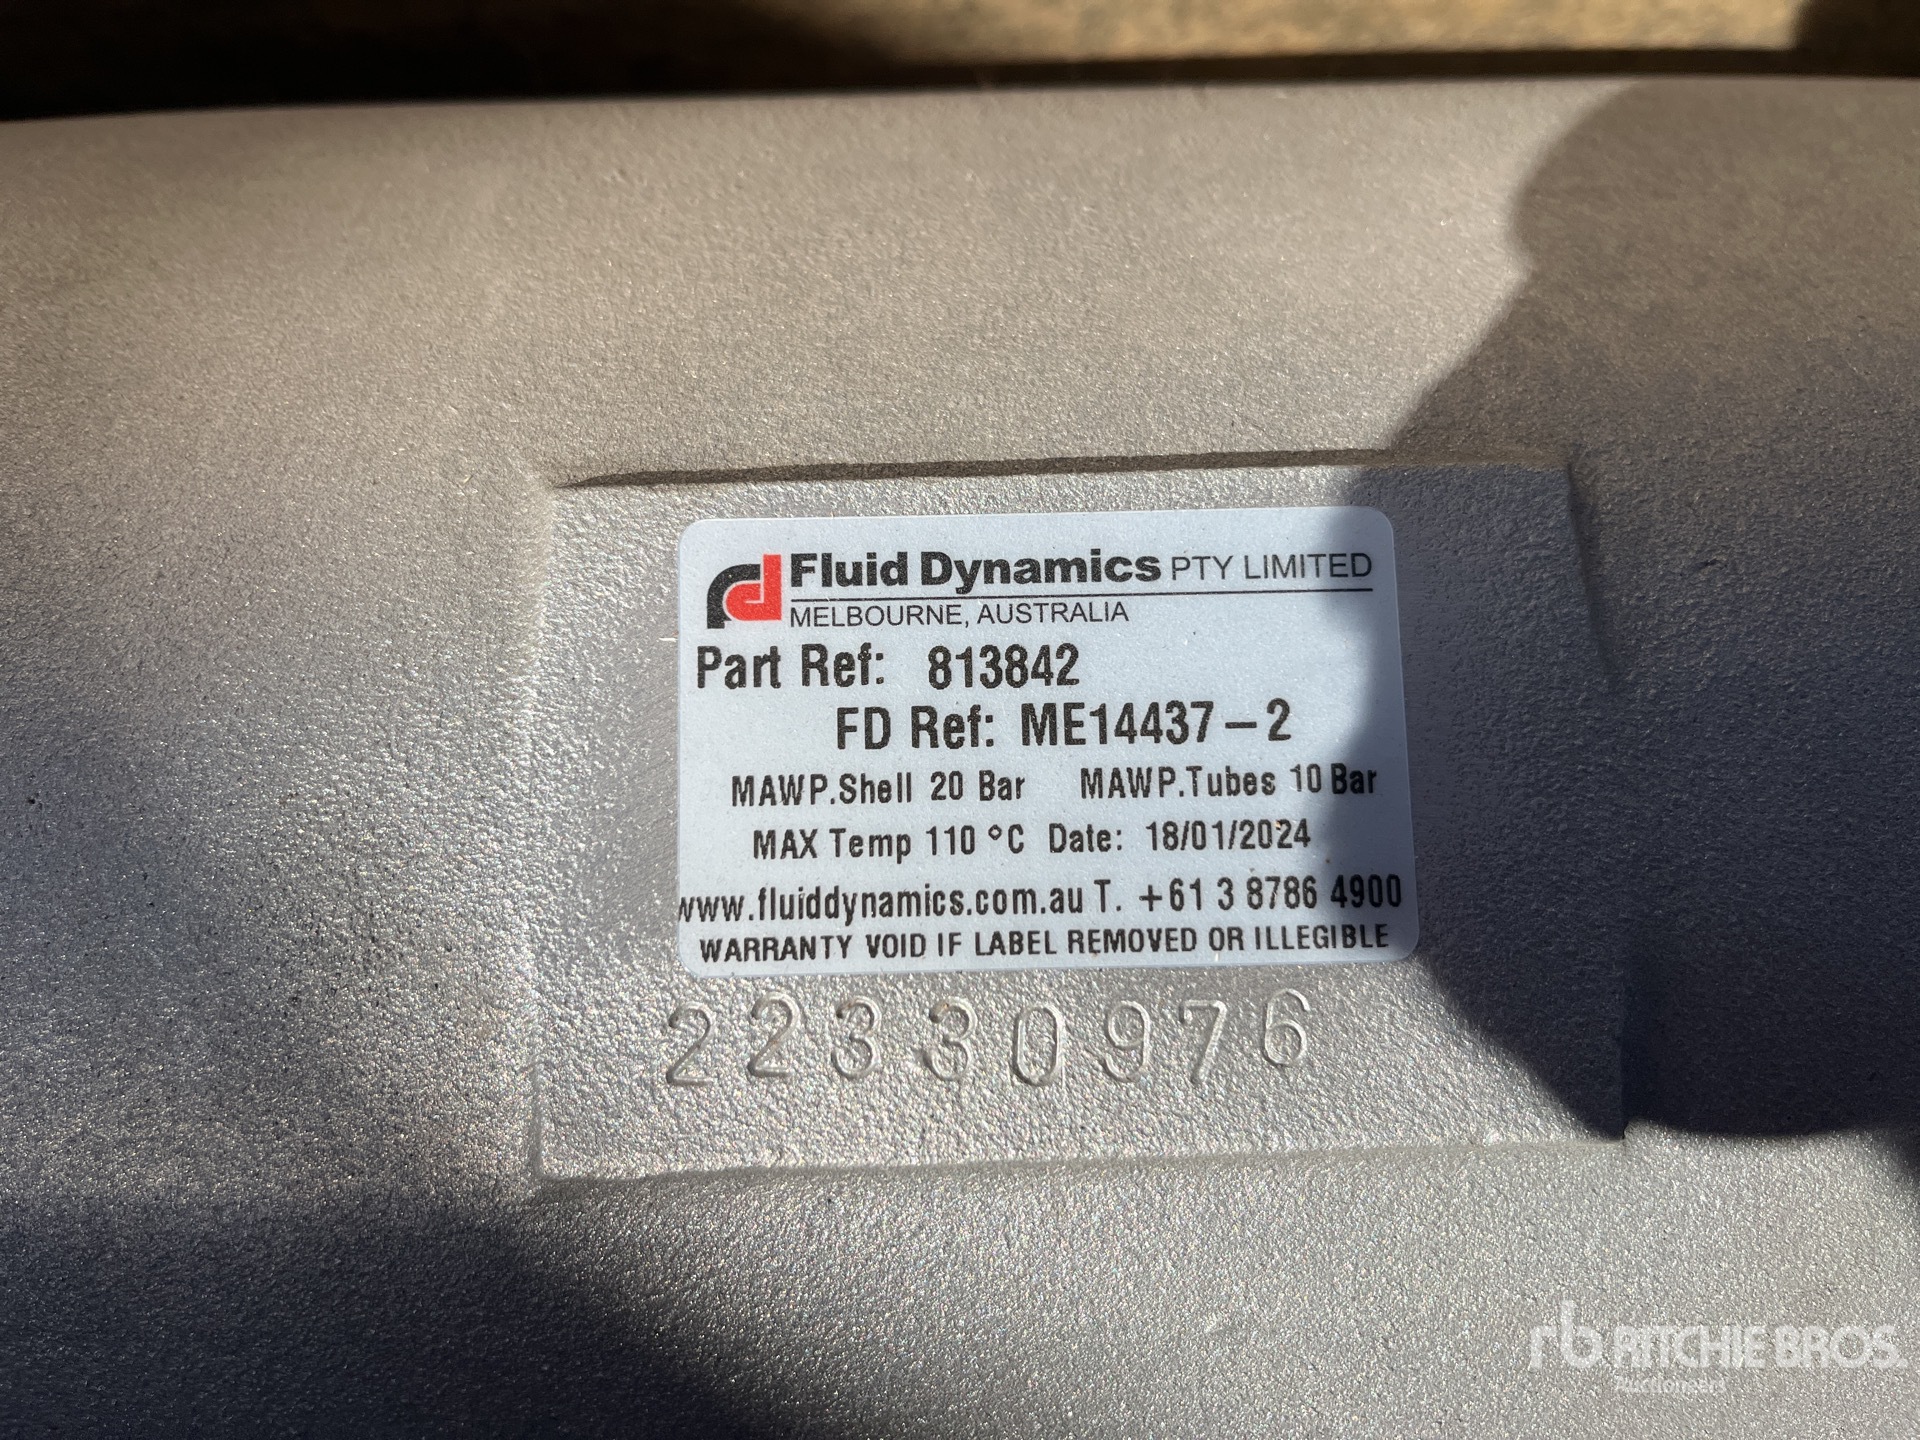 Fluid Dynamics PTY LIMITED
MELBOURNE, AUSTRALIA
Part Ref: 813842
FD Ref: ME14437-2
MAWP.Shell 20 Bar MAWP.Tubes 10 Bar
MAX Temp 110 °C Date: 18/01/2024
www.fluiddynamics.com.au T. +61 3 8786 4900
WARRANTY VOID IF LABEL REMOVED OR ILLEGIBLE
22330976
rb RITCHIE BROS.
Auctioneers